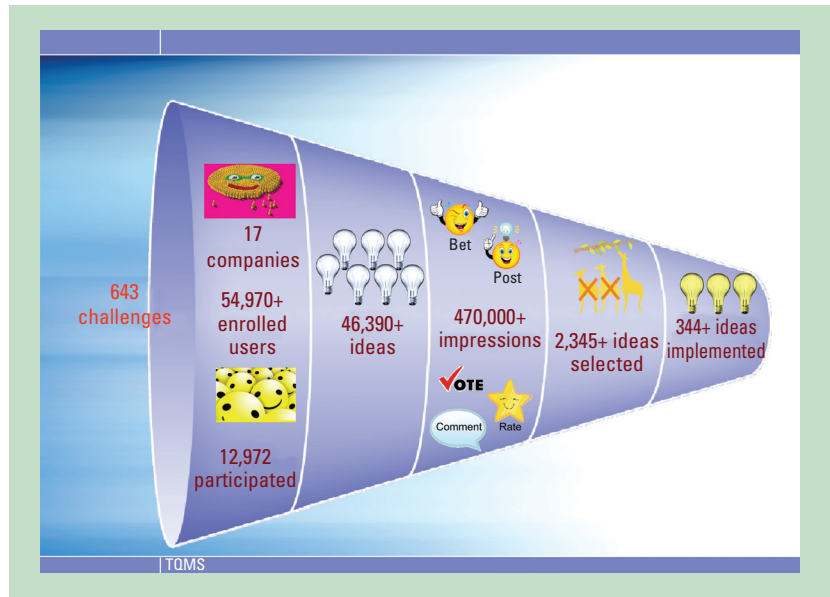 643
challenges
17
companies
54,970+
enrolled
users
12,972
participated
46,390+
ideas
Bet
Post
470,000+
impressions
VOTE
Comment
Rate
2,345+ ideas
selected
344+ ideas
implemented
TQMS